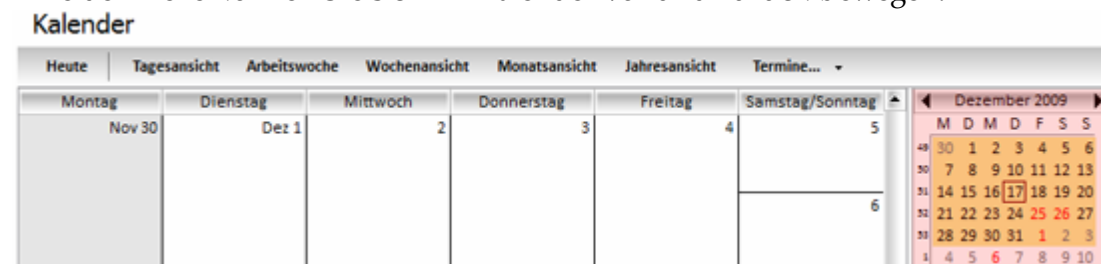 Kalender
Heute Tagesansicht Arbeitswoche Wochenansicht Monatsansicht Jahresansicht Termine...
Montag Dienstag Mittwoch Donnerstag Freitag Samstag/Sonntag
Nov 30 Dez 1 2 3 4 5
6
Dezember 2009
M D M D F S S
49 30 1 2 3 4 5 6
50 7 8 9 10 11 12 13
51 14 15 16 17 18 19 20
52 21 22 23 24 25 26 27
53 28 29 30 31 1 2 3
1 4 5 6 7 8 9 10